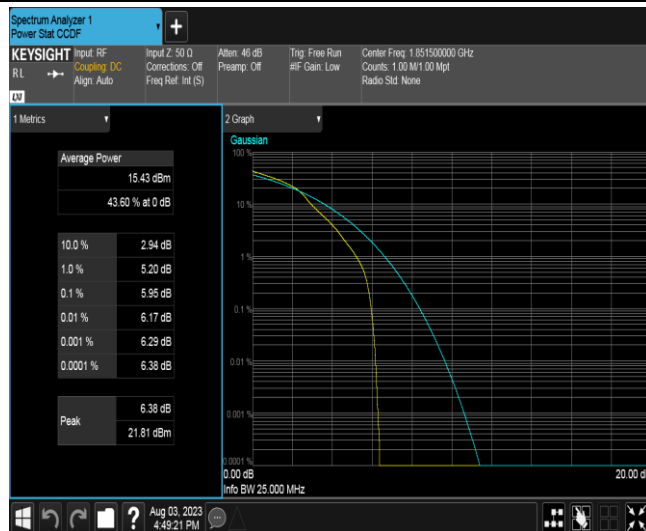 Spectrum Analyzer 1
Power Stat CCDF
KEYSIGHT
RL
Input: RF
Coupling: DC
Align: Auto
Input Z: 50 Ω
Corrections: Off
Freq Ref: Int (S)
Atten: 46 dB
Preamp: Off
Trig: Free Run
#IF Gain: Low
Center Freq: 1.851500000 GHz
Counts: 1.00 M/1.00 Mpt
Radio Std: None
1 Metrics
Average Power
15.43 dBm
43.60 % at 0 dB
10.0 % 2.94 dB
1.0 % 5.20 dB
0.1 % 5.95 dB
0.01 % 6.17 dB
0.001 % 6.29 dB
0.0001 % 6.38 dB
Peak
6.38 dB
21.81 dBm
2 Graph
Gaussian
100 %
10 %
1 %
0.1 %
0.01 %
0.001 %
0.0001 %
0.00 dB
20.00 d
Info BW 25.000 MHz
Aug 03, 2023
4:49:21 PM